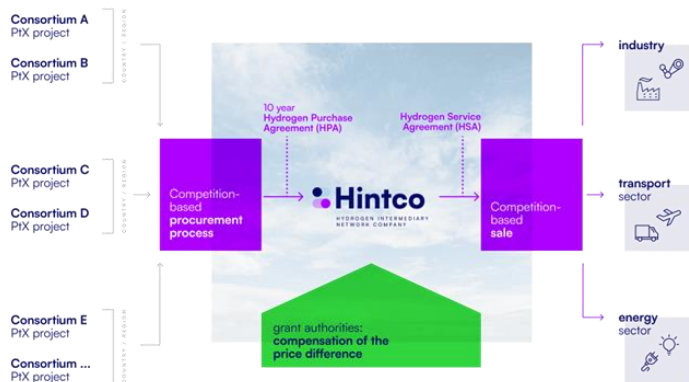 Consortium A
PtX project
Consortium B
PtX project
COUNTRY / REGION
Consortium C
PtX project
Consortium D
PtX project
COUNTRY / REGION
Consortium E
PtX project
Consortium ...
PtX project
COUNTRY / REGION
Competition-
based
procurement
process
10 year
Hydrogen Purchase
Agreement (HPA)
Hintco
HYDROGEN INTERMEDIARY
NETWORK COMPANY
Hydrogen Service
Agreement (HSA)
Competition-
based
sale
grant authorities:
compensation of the
price difference
industry
transport
sector
energy
sector